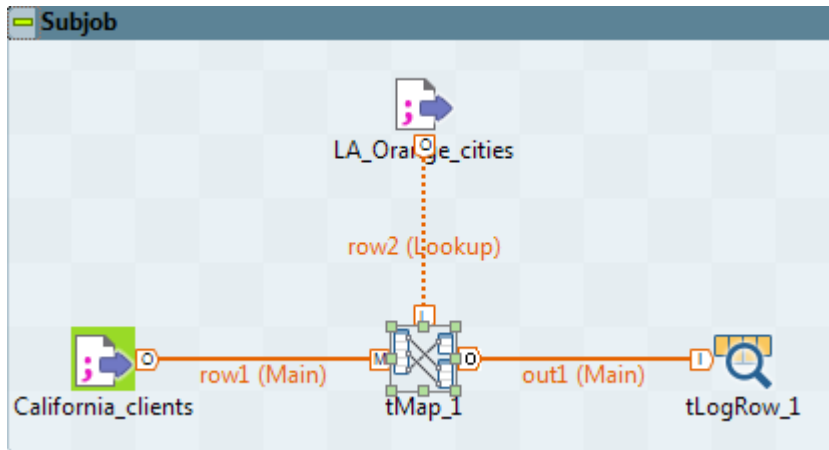 Subjob
LA_Orange_cities
row2 (Lookup)
row1 (Main)
out1 (Main)
California_clients
tMap_1
tLogRow_1
O
L
O
M
O
I